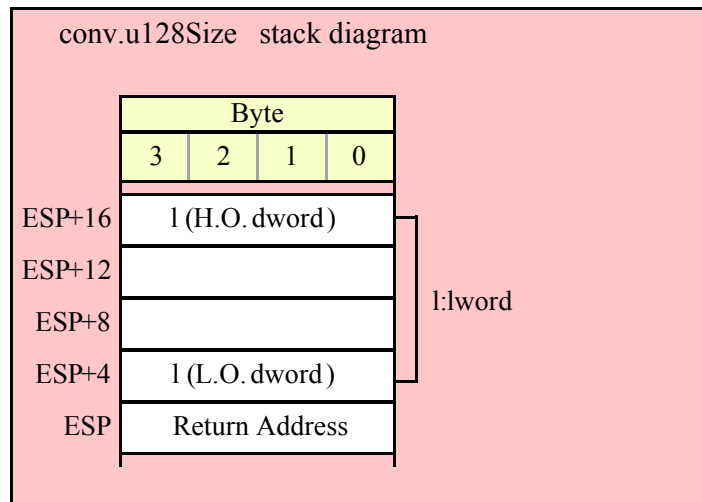 conv.u128Size stack diagram
Byte
3 2 1 0
ESP+16 l (H.O. dword)
ESP+12
l:lword
ESP+8
ESP+4 l (L.O. dword)
ESP Return Address